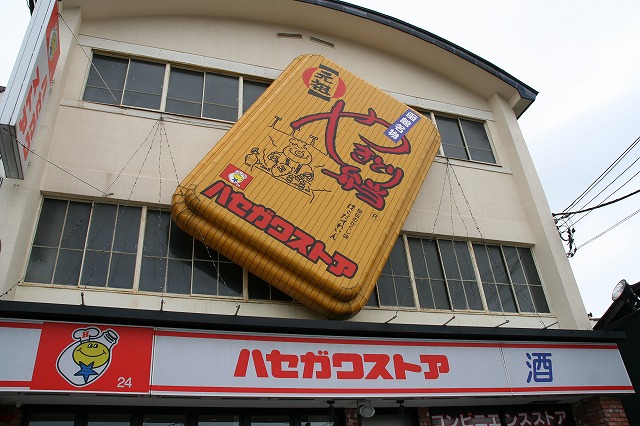 元祖
函館名物
やきとり弁当
ハセガワストア
ハセガワストア
酒
24
コンビニエンスストア